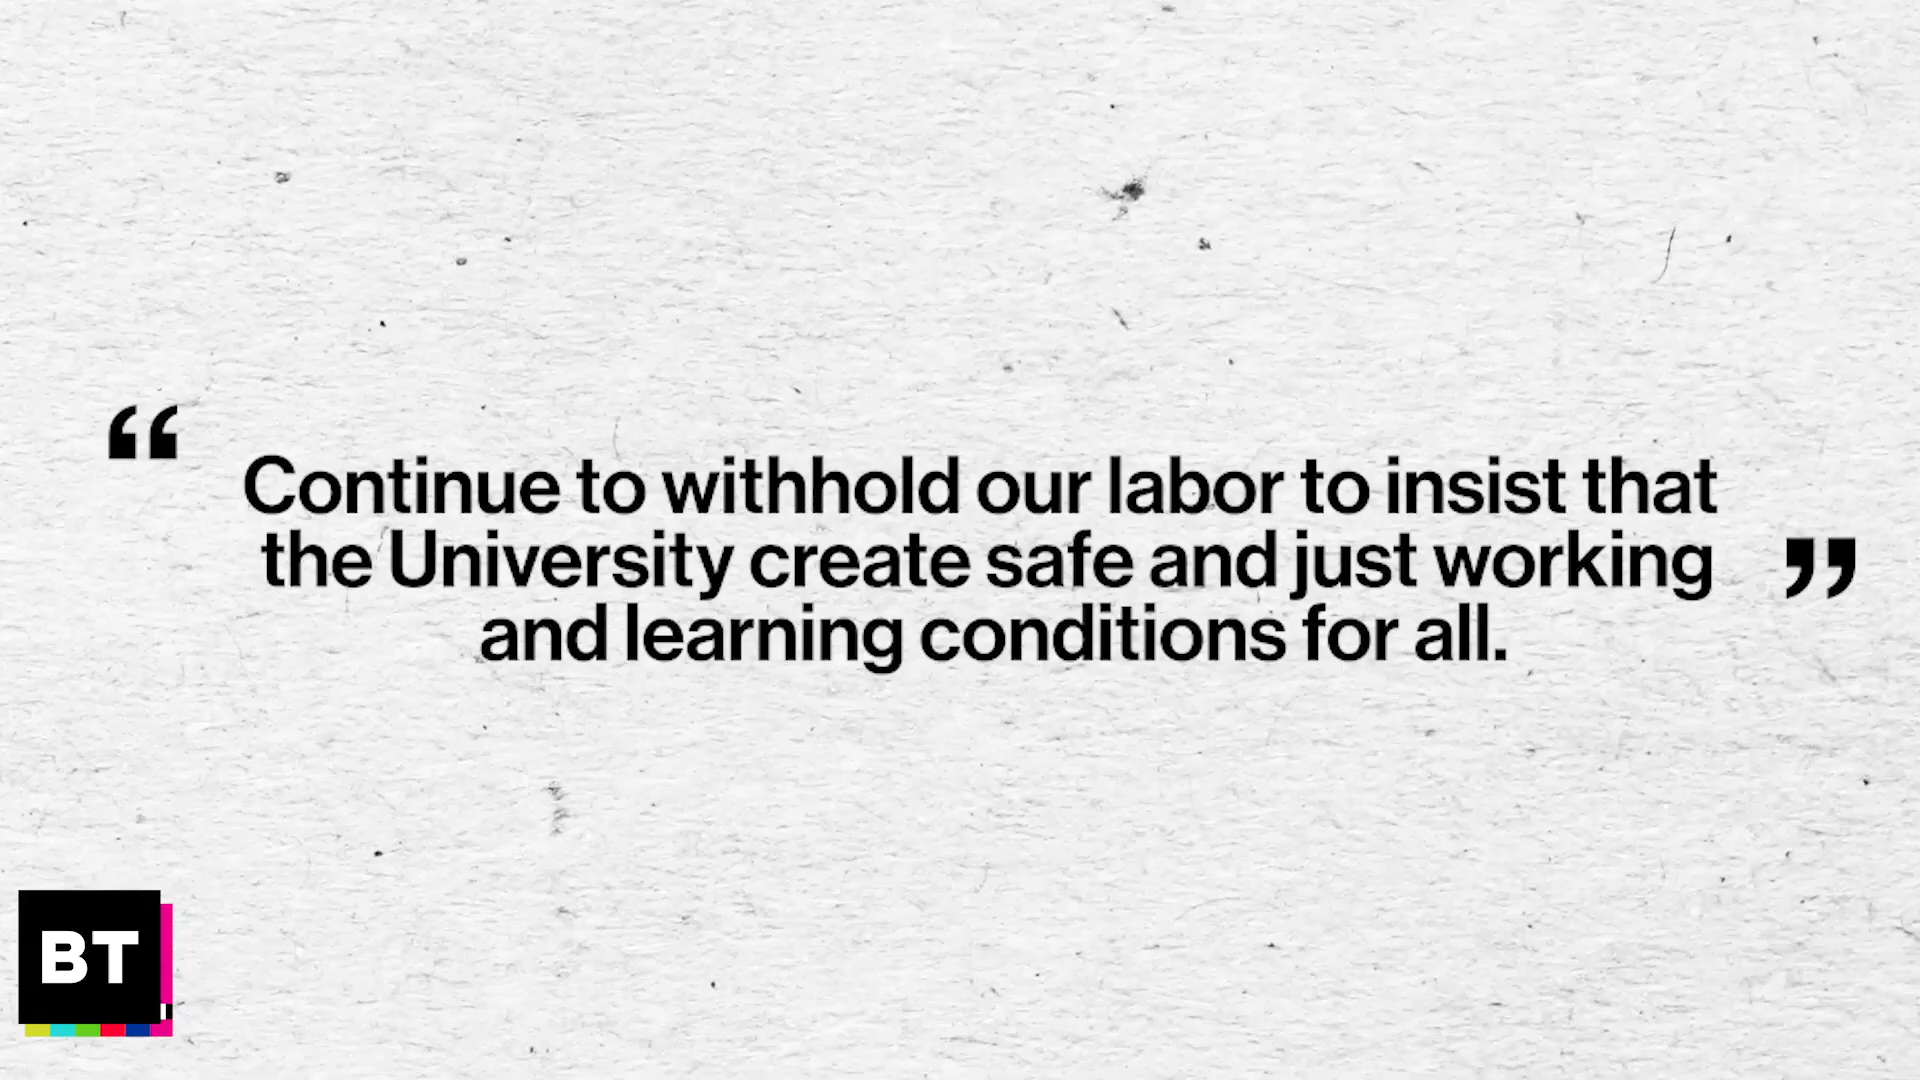 “Continue to withhold our labor to insist that
the University create safe and just working
and learning conditions for all.”
BT